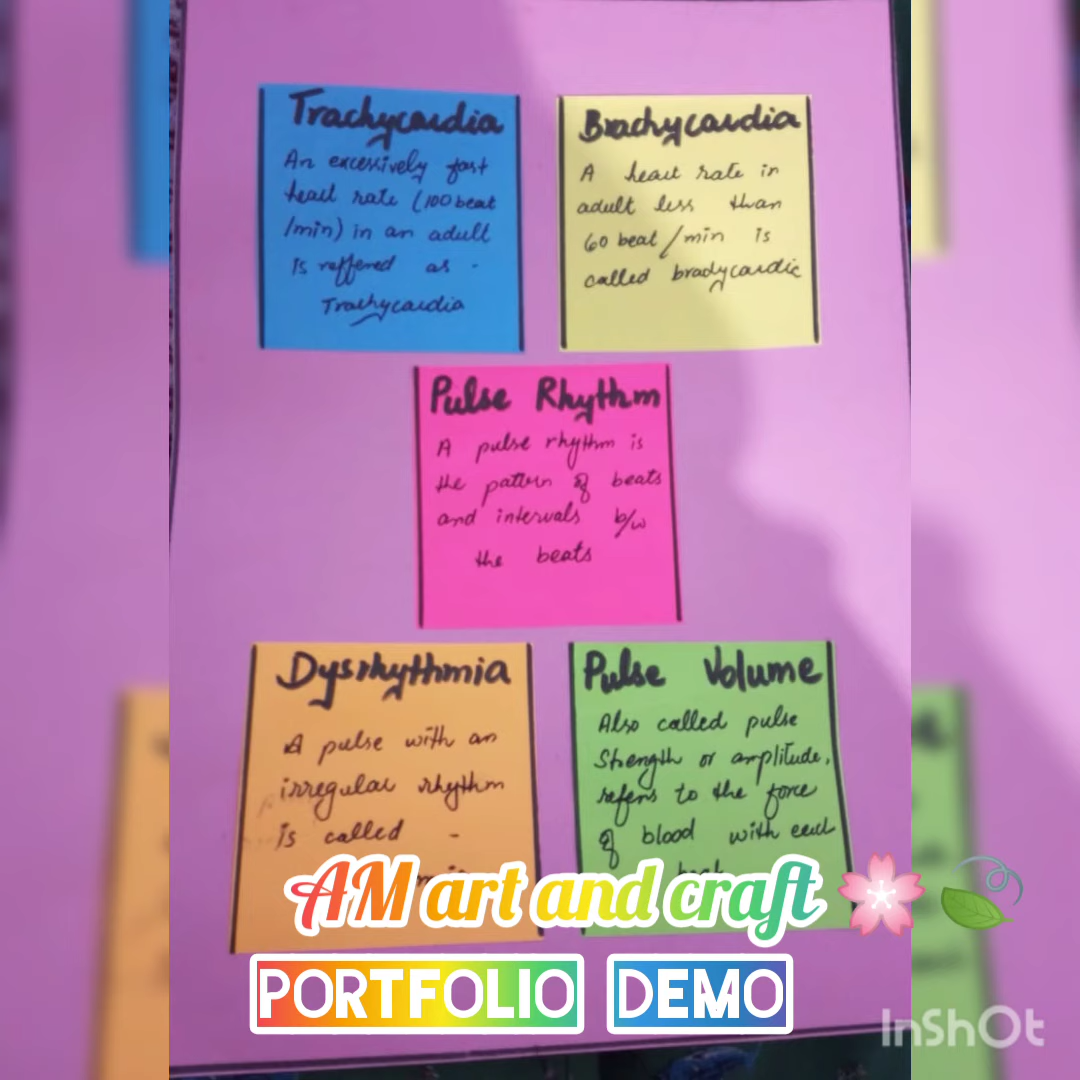 Trachycardia
An excessively fast
heart rate (100 beat
/min) in an adult
is reffered as -
Trachycardia
Brachycardia
A heart rate in
adult less than
60 beat/min is
called bradycardic
Pulse Rhythm
A pulse rhythm is
the pattern of beats
and intervals b/w
the beats
Dysrhythmia
A pulse with an
irregular rhythm
is called -
Pulse Volume
Also called pulse
Strength or amplitude,
refers to the force
of blood with each
AM art and craft
PORTFOLIO DEMO
InShOt